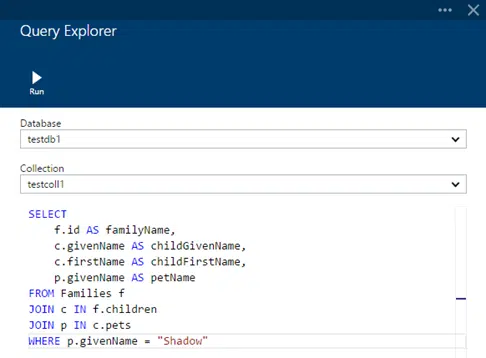 Query Explorer
Run
Database
testdb1
Collection
testcoll1
SELECT
f.id AS familyName,
c.givenName AS childGivenName,
c.firstName AS childFirstName,
p.givenName AS petName
FROM Families f
JOIN c IN f.children
JOIN p IN c.pets
WHERE p.givenName = "Shadow"